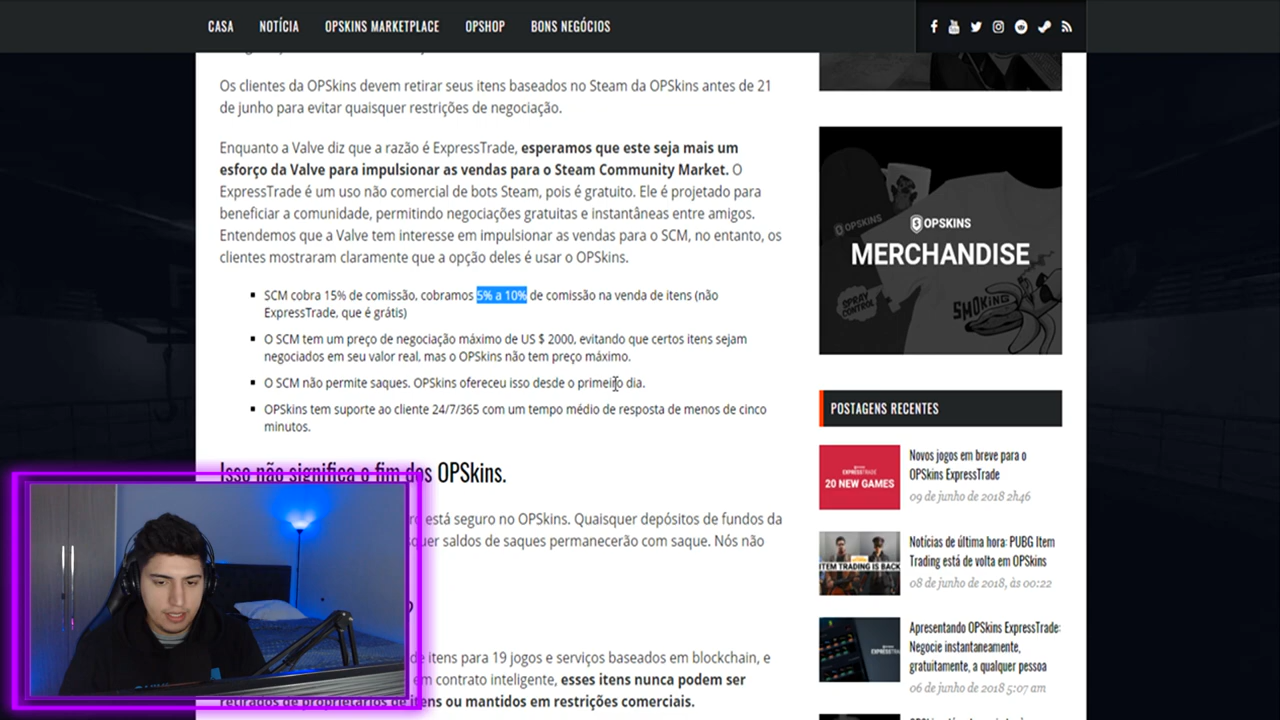 CASA NOTÍCIA OPSKINS MARKETPLACE OPSHOP BONS NEGÓCIOS
Os clientes da OPSkins devem retirar seus itens baseados no Steam da OPSkins antes de 21
de junho para evitar quaisquer restrições de negociação.
Enquanto a Valve diz que a razão é ExpressTrade, esperamos que este seja mais um
esforço da Valve para impulsionar as vendas para o Steam Community Market. O
ExpressTrade é um uso não comercial de bots Steam, pois é gratuito. Ele é projetado para
beneficiar a comunidade, permitindo negociações gratuitas e instantâneas entre amigos.
Entendemos que a Valve tem interesse em impulsionar as vendas para o SCM, no entanto, os
clientes mostraram claramente que a opção deles é usar o OPSkins.
SCM cobra 15% de comissão, cobramos 5% a 10% de comissão na venda de itens (não
ExpressTrade, que é grátis)
O SCM tem um preço de negociação máximo de US $ 2000, evitando que certos itens sejam
negociados em seu valor real, mas o OPSkins não tem preço máximo.
O SCM não permite saques. OPSkins ofereceu isso desde o primeiro dia.
OPSkins tem suporte ao cliente 24/7/365 com um tempo médio de resposta de menos de cinco
minutos.
Isso não significa o fim dos OPSkins.
ro está seguro no OPSkins. Quaisquer depósitos de fundos da
quer saldos de saques permanecerão com saque. Nós não
?
de itens para 19 jogos e serviços baseados em blockchain, e
em contrato inteligente, esses itens nunca podem ser
retirados de proprietários de itens ou mantidos em restrições comerciais.
OPSKINS
OPSKINS
MERCHANDISE
SPRAY
CONTROL
SMOKING
POSTAGENS RECENTES
EXPRESSTRADE
20 NEW GAMES
Novos jogos em breve para o
OPSkins ExpressTrade
09 de junho de 2018 2h46
ITEM TRADING IS BACK
Notícias de última hora: PUBG Item
Trading está de volta em OPSkins
08 de junho de 2018, às 00:22
Apresentando OPSkins ExpressTrade:
Negocie instantaneamente,
gratuitamente, a qualquer pessoa
06 de junho de 2018 5:07 am